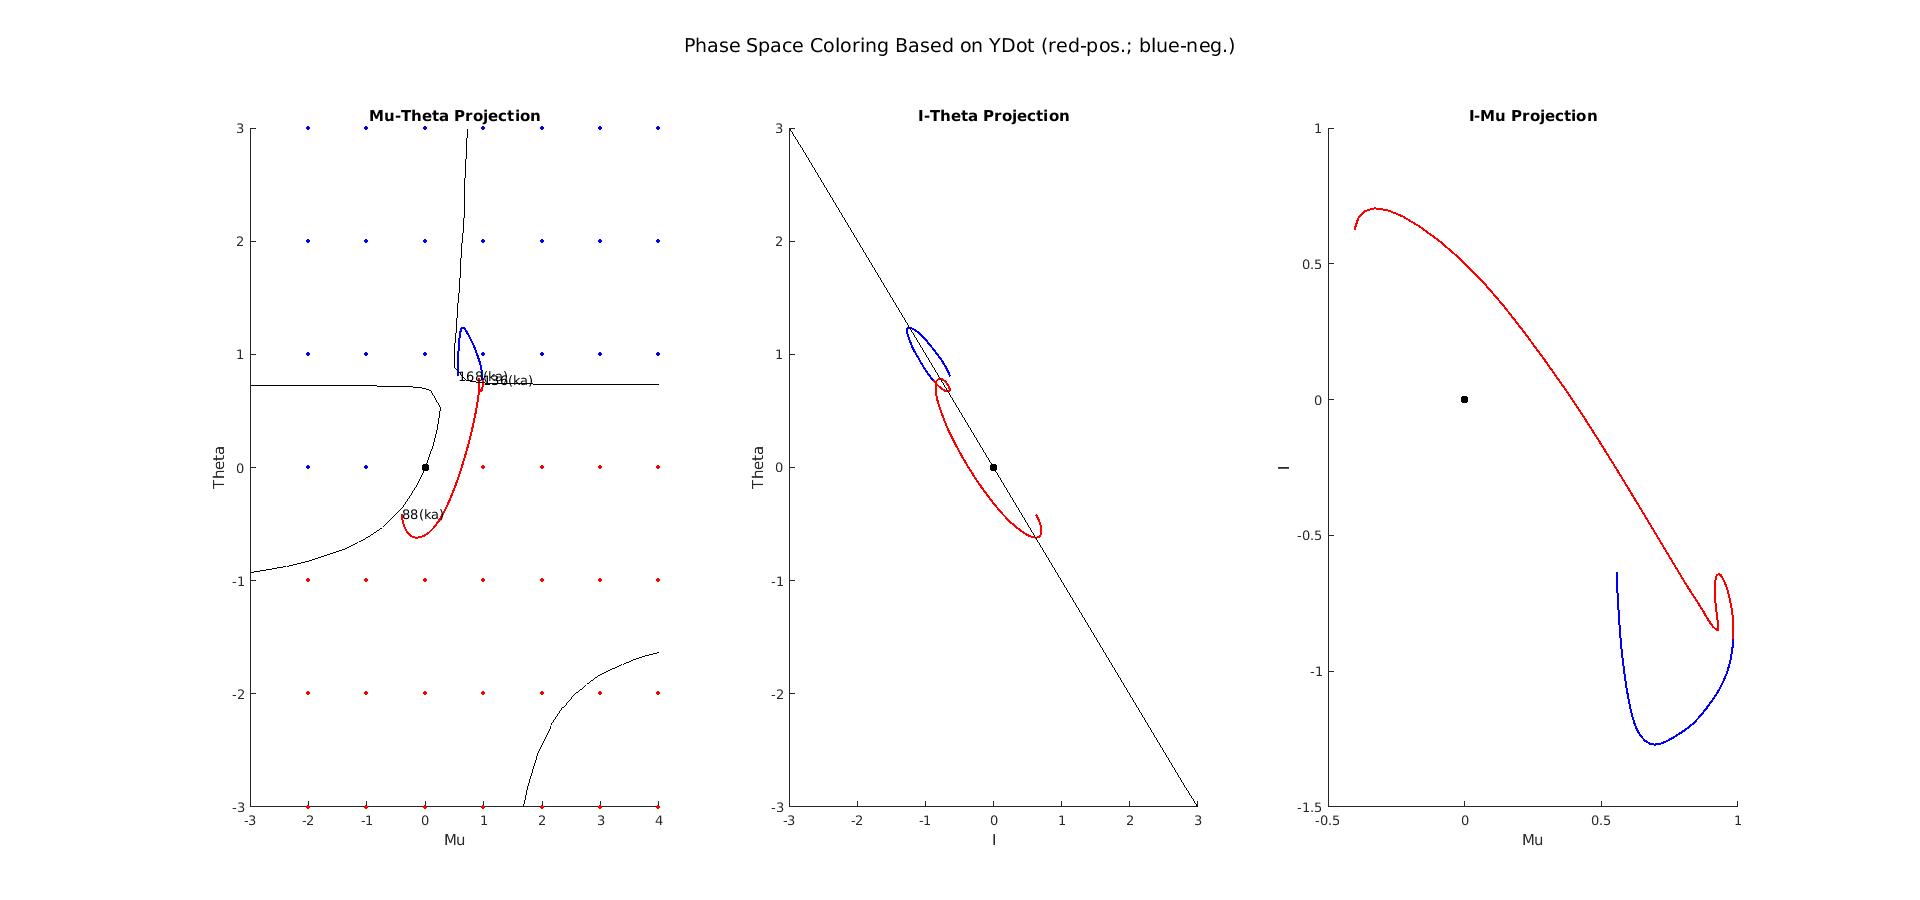 Phase Space Coloring Based on YDot (red-pos.; blue-neg.)
Mu-Theta Projection
3
2
1
0
-1
-2
-3
Theta
168(ka)
136(ka)
88(ka)
-3 -2 -1 0 1 2 3 4
Mu
I-Theta Projection
3
2
1
0
-1
-2
-3
Theta
-3 -2 -1 0 1 2 3
I
I-Mu Projection
1
0.5
0
-0.5
-1
-1.5
I
-0.5 0 0.5 1
Mu